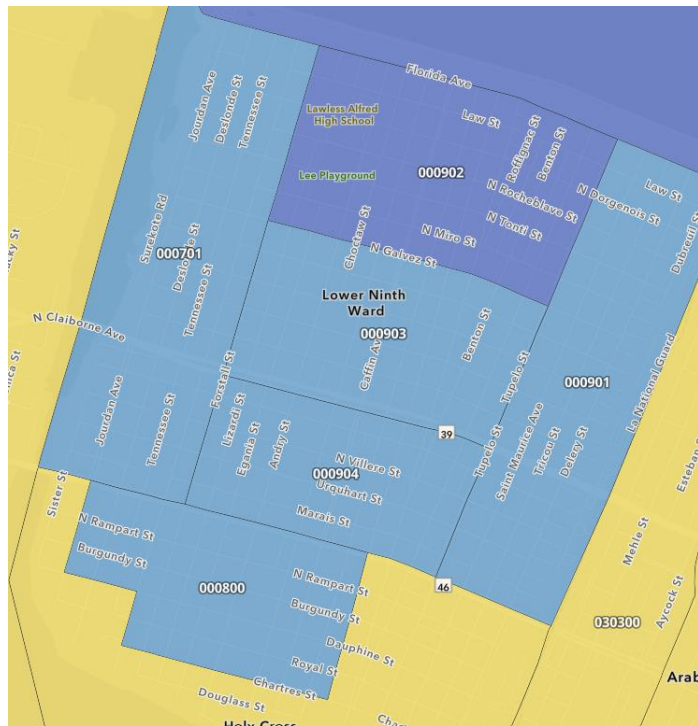 Florida Ave
Jourdan Ave
Deslonde St
Tennessee St
Lawless Alfred
High School
Law St
Roffignac St
Benton St
Lee Playground
000902
N Rocheblave St
N Dorgenois St
Law St
Dubreuil St
Surekote Rd
Deslonde St
Tennessee St
000701
Choctaw St
N Galvez St
N Miro St
N Tonti St
Lower Ninth
Ward
000903
N Claiborne Ave
Caffin Av
Benton St
Tupelo St
000901
La National Guard
Forstall St
Jourdan Ave
Tennessee St
Lizardi St
Egania St
Andry St
39
N Villere St
000904
Urquhart St
Marais St
Tupelo St
Saint Maurice Ave
Tricou St
Delery St
Sister St
N Rampart St
Burgundy St
000800
N Rampart St
Burgundy St
Dauphine St
Royal St
Chartres St
Douglass St
46
Mehle St
Aycock St
030300
Arab
Holy Cross